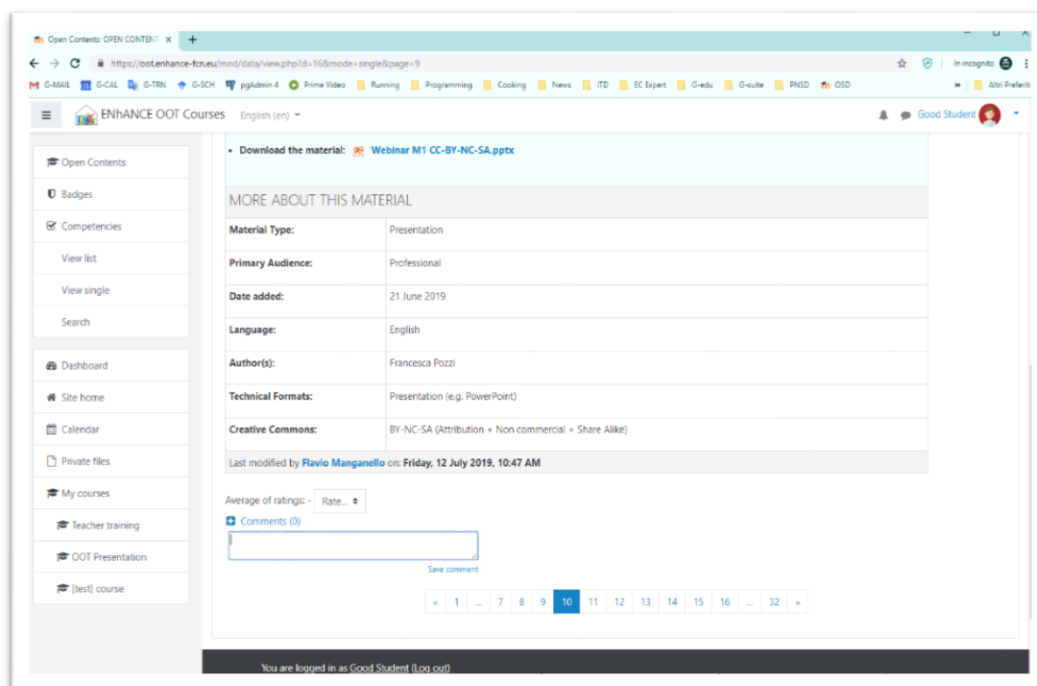 Open Contents: OPEN CONTENT X +
https://oot.enhance-fcn.eu/mod/data/view.php?id=168&mode=single&page=9 In incognito
G-MAIL G-CAL G-TRN G-SCH pgAdmin 4 Prime Video Running Programming Cooking News ITD EC Expert G-edu G-suite PNSD OSD » Altri Preferiti
ENhANCE OOT Courses English (en) Good Student
Open Contents
Badges
Competencies
View list
View single
Search
Dashboard
Site home
Calendar
Private files
My courses
Teacher training
OOT Presentation
[test] course
• Download the material: Webinar M1 CC-BY-NC-SA.pptx
MORE ABOUT THIS MATERIAL
Material Type: Presentation
Primary Audience: Professional
Date added: 21 June 2019
Language: English
Author(s): Francesca Pozzi
Technical Formats: Presentation (e.g. PowerPoint)
Creative Commons: BY-NC-SA (Attribution + Non commercial + Share Alike)
Last modified by Flavio Manganello on: Friday, 12 July 2019, 10:47 AM
Average of ratings: - Rate...
Comments (0)
Save comment
« 1 ... 7 8 9 10 11 12 13 14 15 16 ... 32 »
You are logged in as Good Student (Log out)